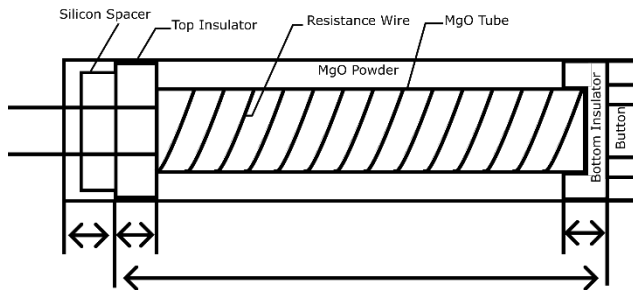 Silicon Spacer
Top Insulator
Resistance Wire
MgO Tube
MgO Powder
Bottom Insulator
Button